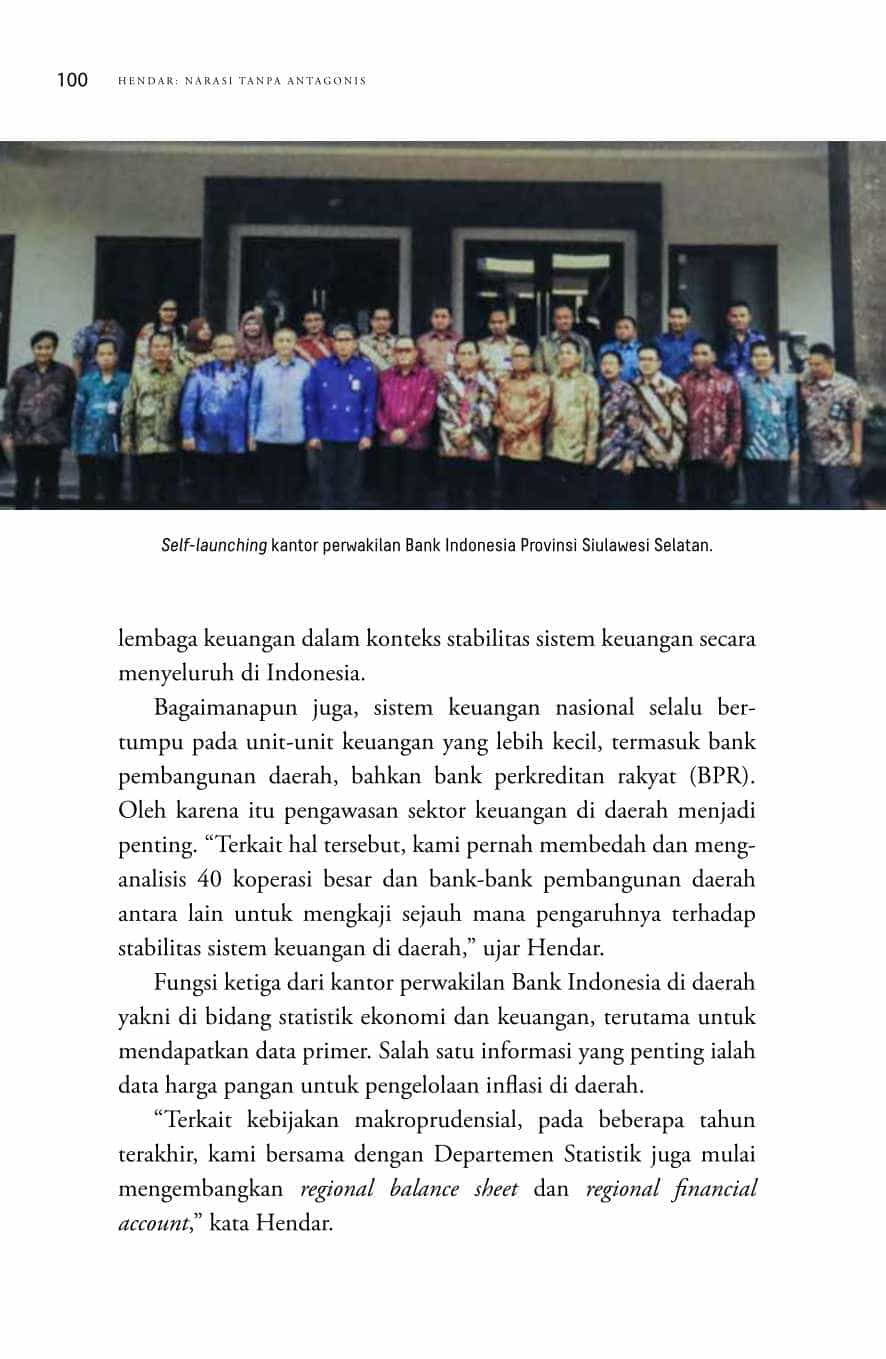 100 HENDAR: NARASI TANPA ANTAGONIS
Self-launching kantor perwakilan Bank Indonesia Provinsi Siulawesi Selatan.
lembaga keuangan dalam konteks stabilitas sistem keuangan secara
menyeluruh di Indonesia.
Bagaimanapun juga, sistem keuangan nasional selalu ber-
tumpu pada unit-unit keuangan yang lebih kecil, termasuk bank
pembangunan daerah, bahkan bank perkreditan rakyat (BPR).
Oleh karena itu pengawasan sektor keuangan di daerah menjadi
penting. “Terkait hal tersebut, kami pernah membedah dan meng-
analisis 40 koperasi besar dan bank-bank pembangunan daerah
antara lain untuk mengkaji sejauh mana pengaruhnya terhadap
stabilitas sistem keuangan di daerah,” ujar Hendar.
Fungsi ketiga dari kantor perwakilan Bank Indonesia di daerah
yakni di bidang statistik ekonomi dan keuangan, terutama untuk
mendapatkan data primer. Salah satu informasi yang penting ialah
data harga pangan untuk pengelolaan inflasi di daerah.
“Terkait kebijakan makroprudensial, pada beberapa tahun
terakhir, kami bersama dengan Departemen Statistik juga mulai
mengembangkan regional balance sheet dan regional financial
account,” kata Hendar.